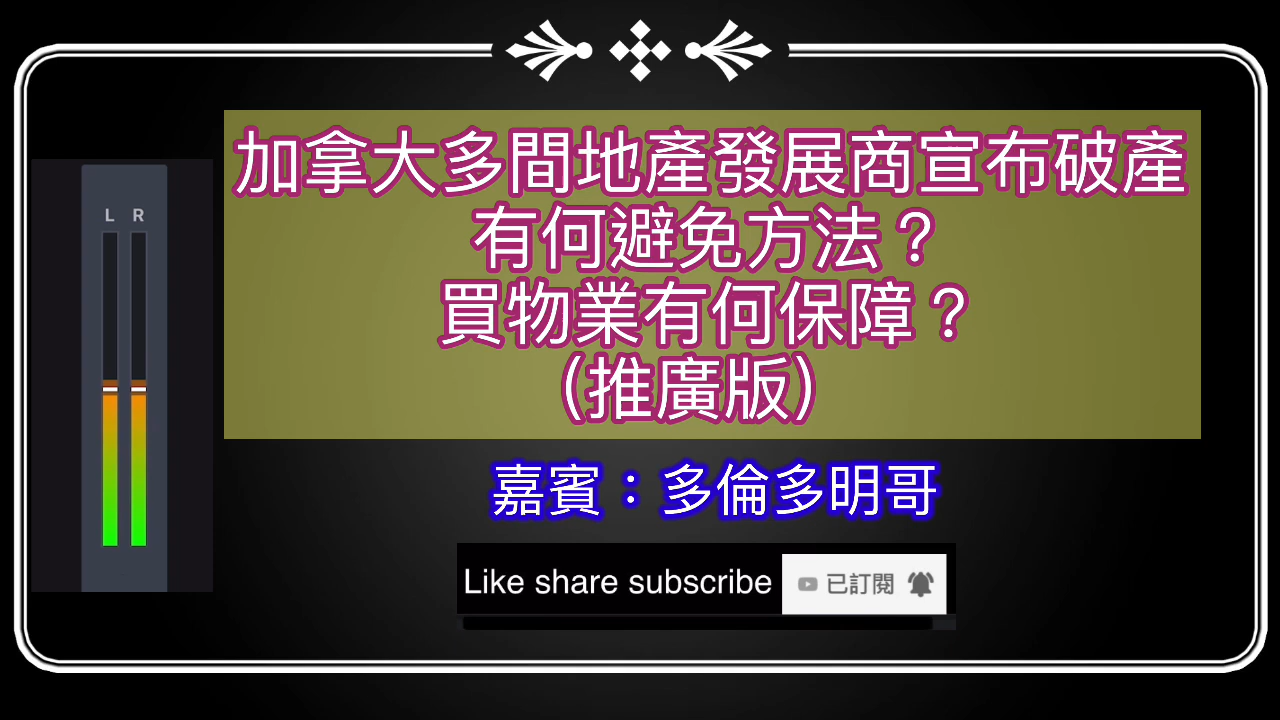 加拿大多間地產發展商宣布破產
有何避免方法？
買物業有何保障？
（推廣版）
L R
嘉賓：多倫多明哥
Like share subscribe 已訂閱